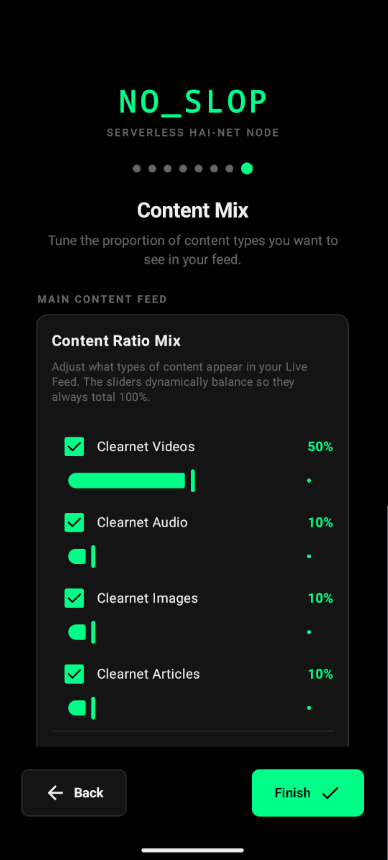 NO_SLOP
SERVERLESS HAI-NET NODE
Content Mix
Tune the proportion of content types you want to
see in your feed.
MAIN CONTENT FEED
Content Ratio Mix
Adjust what types of content appear in your Live
Feed. The sliders dynamically balance so they
always total 100%.
Clearnet Videos 50%
Clearnet Audio 10%
Clearnet Images 10%
Clearnet Articles 10%
Back Finish